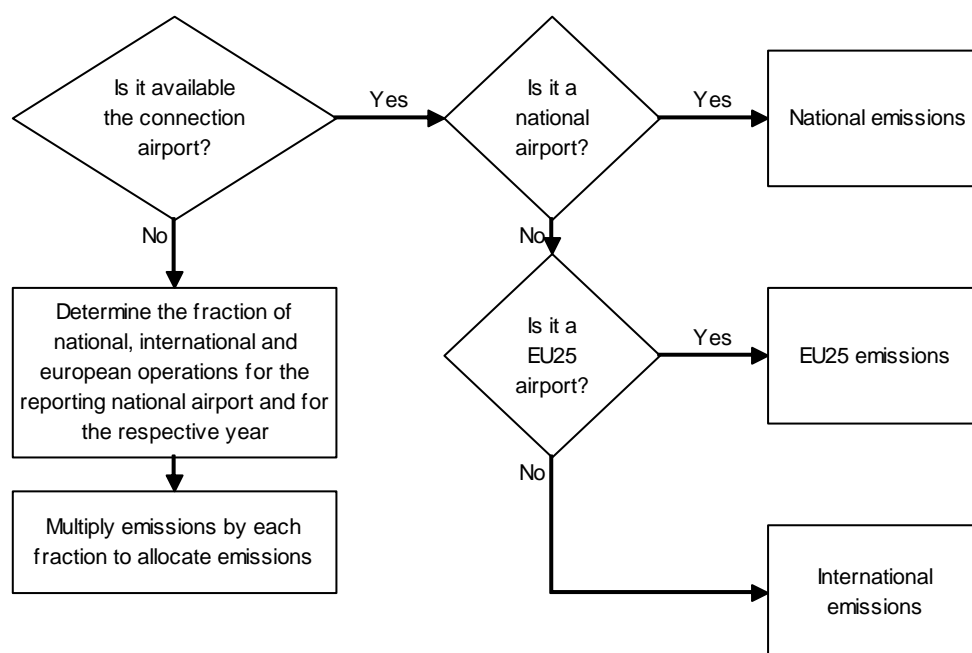 Is it available
the connection
airport?
Yes
Is it a
national
airport?
Yes
National emissions
No
No
Determine the fraction of
national, international and
european operations for the
reporting national airport and for
the respective year
Is it a
EU25
airport?
Yes
EU25 emissions
No
Multiply emissions by each
fraction to allocate emissions
International
emissions